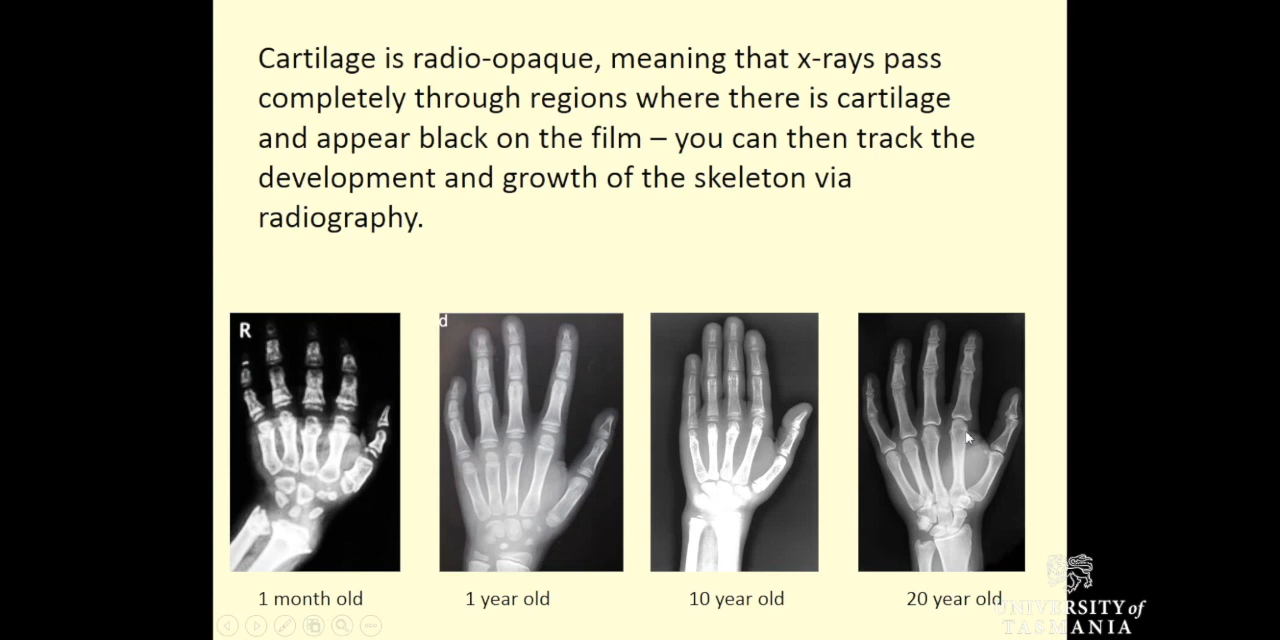 Cartilage is radio-opaque, meaning that x-rays pass
completely through regions where there is cartilage
and appear black on the film – you can then track the
development and growth of the skeleton via
radiography.
R
d
1 month old
1 year old
10 year old
20 year old
UNIVERSITY of
TASMANIA